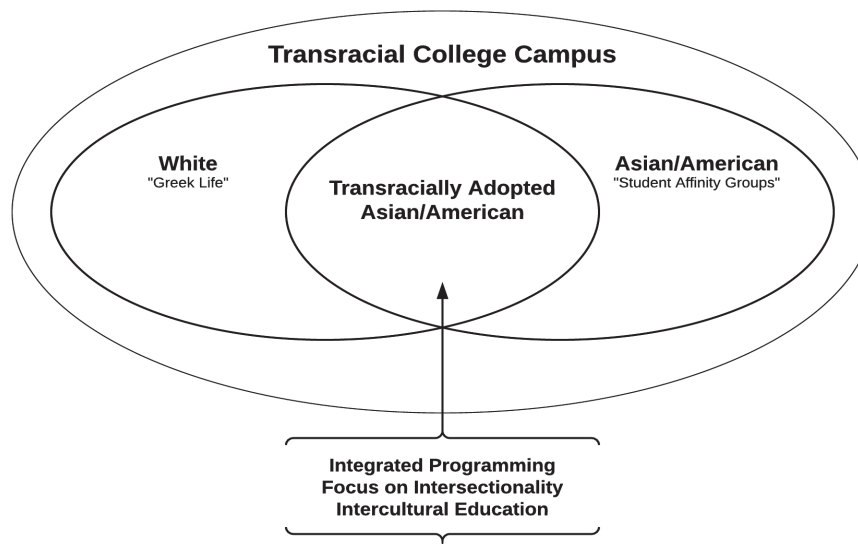 Transracial College Campus
White
"Greek Life"
Transracially Adopted
Asian/American
Asian/American
"Student Affinity Groups"
Integrated Programming
Focus on Intersectionality
Intercultural Education